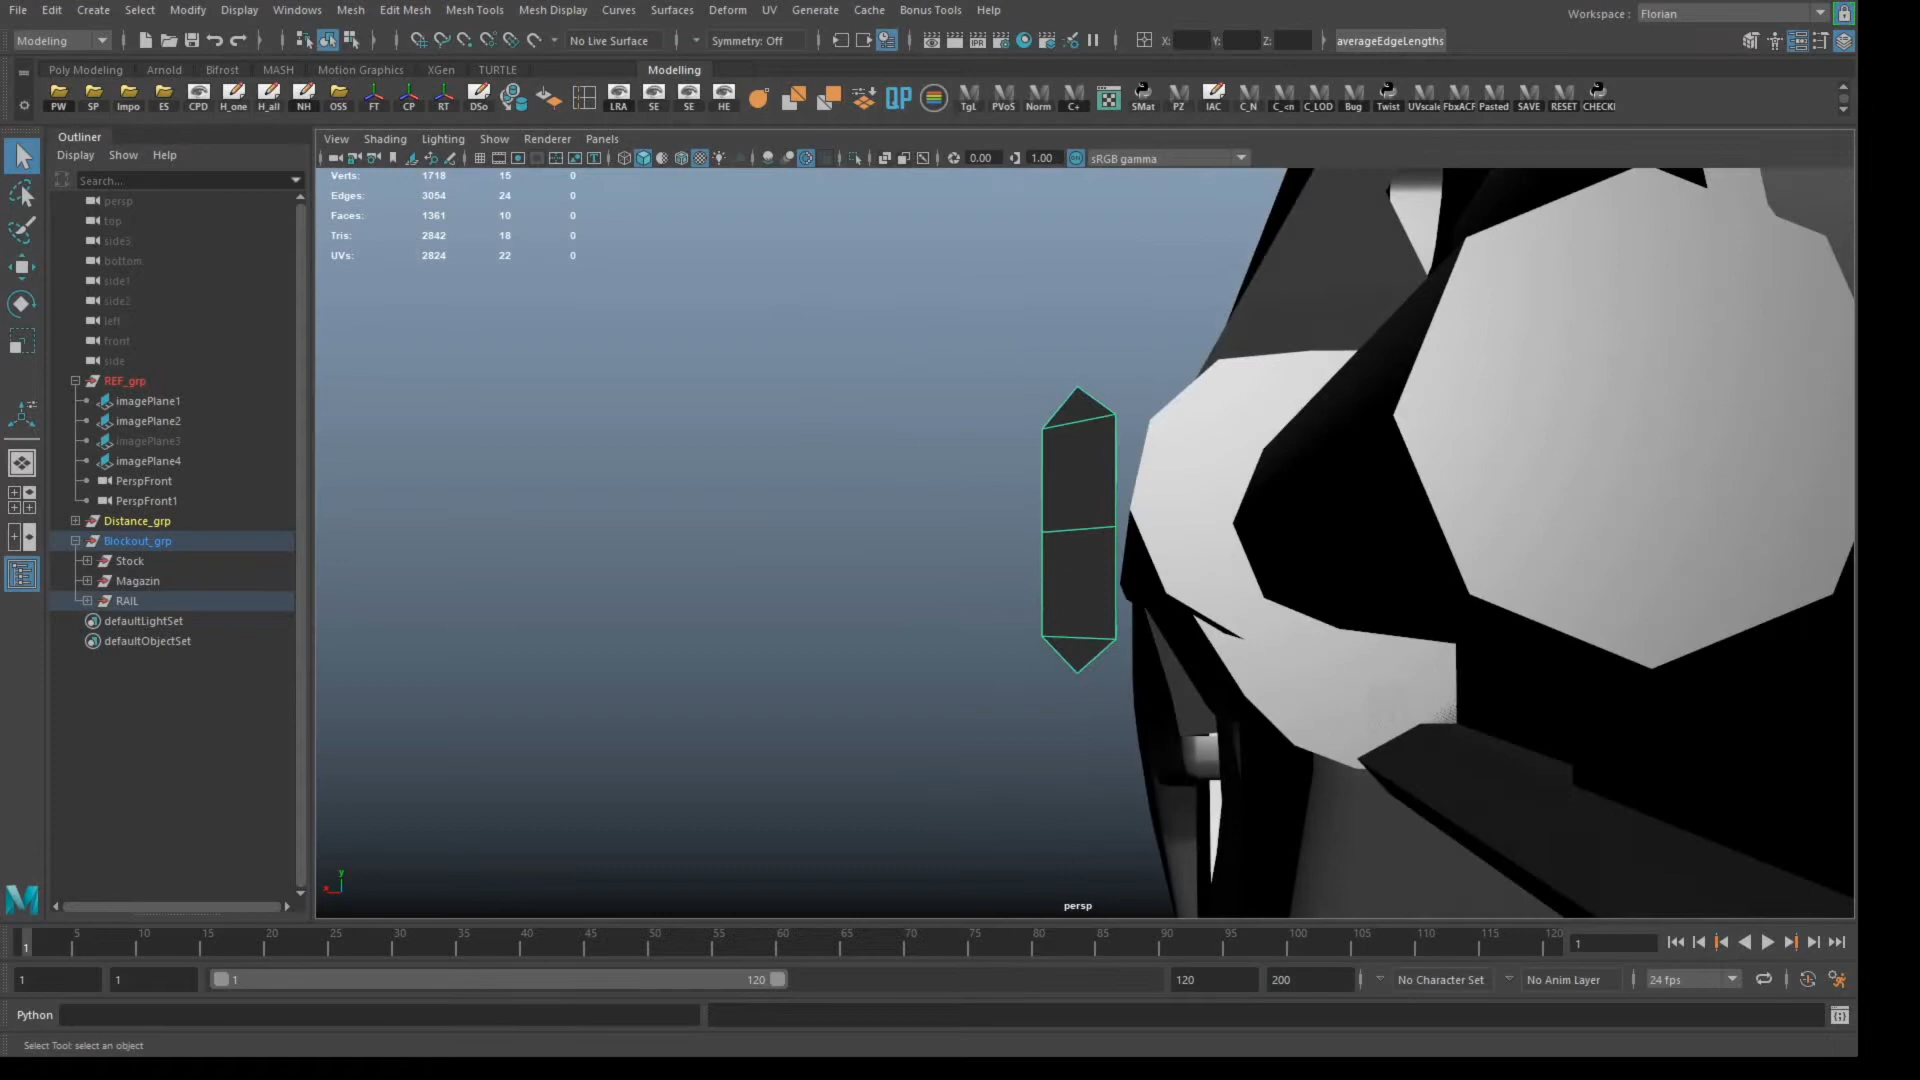 File Edit Create Select Modify Display Windows Mesh Edit Mesh Mesh Tools Mesh Display Curves Surfaces Deform UV Generate Cache Bonus Tools Help
Workspace : Florian
Modeling No Live Surface Symmetry: Off X: Y: Z: averageEdgeLengths
Poly Modeling Arnold Bifrost MASH Motion Graphics XGen TURTLE Modelling
PW SP Impo ES CPD H_one H_all NH OSS FT CP RT DSo LRA SE SE HE QP TgL PVoS Norm C+ SMat PZ IAC C_N C_<n C_LOD Bug Twist UVscale FbxACF Pasted SAVE RESET CHECKI
Outliner
Display Show Help
Search...
persp
top
side3
bottom
side1
side2
left
front
side
REF_grp
imagePlane1
imagePlane2
imagePlane3
imagePlane4
PerspFront
PerspFront1
Distance_grp
Blockout_grp
Stock
Magazin
RAIL
defaultLightSet
defaultObjectSet
View Shading Lighting Show Renderer Panels
0.00 1.00 sRGB gamma
Verts: 1718 15 0
Edges: 3054 24 0
Faces: 1361 10 0
Tris: 2842 18 0
UVs: 2824 22 0
y
x
persp
1 5 10 15 20 25 30 35 40 45 50 55 60 65 70 75 80 85 90 95 100 105 110 115 120 1
1 1 1 120 120 200 No Character Set No Anim Layer 24 fps
Python
Select Tool: select an object